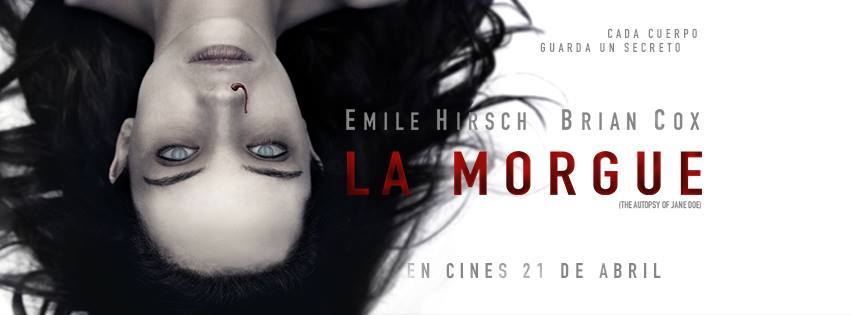 CADA CUERPO
GUARDA UN SECRETO
EMILE HIRSCH BRIAN COX
LA MORGUE
(THE AUTOPSY OF JANE DOE)
EN CINES 21 DE ABRIL